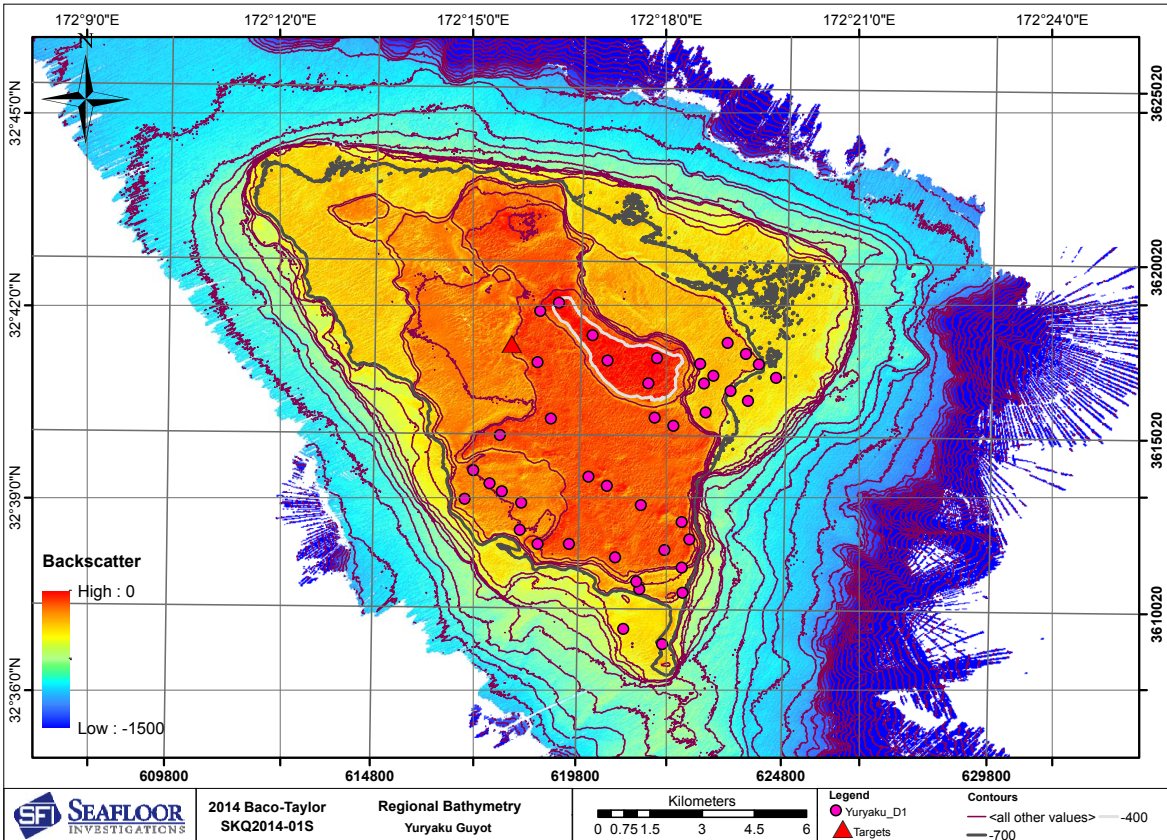 172°9'0"E 172°12'0"E 172°15'0"E 172°18'0"E 172°21'0"E 172°24'0"E
N
32°45'0"N
32°42'0"N
32°39'0"N
32°36'0"N
3625020
3620020
3615020
3610020
Backscatter
High : 0
Low : -1500
609800 614800 619800 624800 629800
SFI SEAFLOOR
INVESTIGATIONS
2014 Baco-Taylor
SKQ2014-01S
Regional Bathymetry
Yuryaku Guyot
Kilometers
0 0.75 1.5 3 4.5 6
Legend
Yuryaku_D1
Targets
Contours
<all other values>
-700
-400